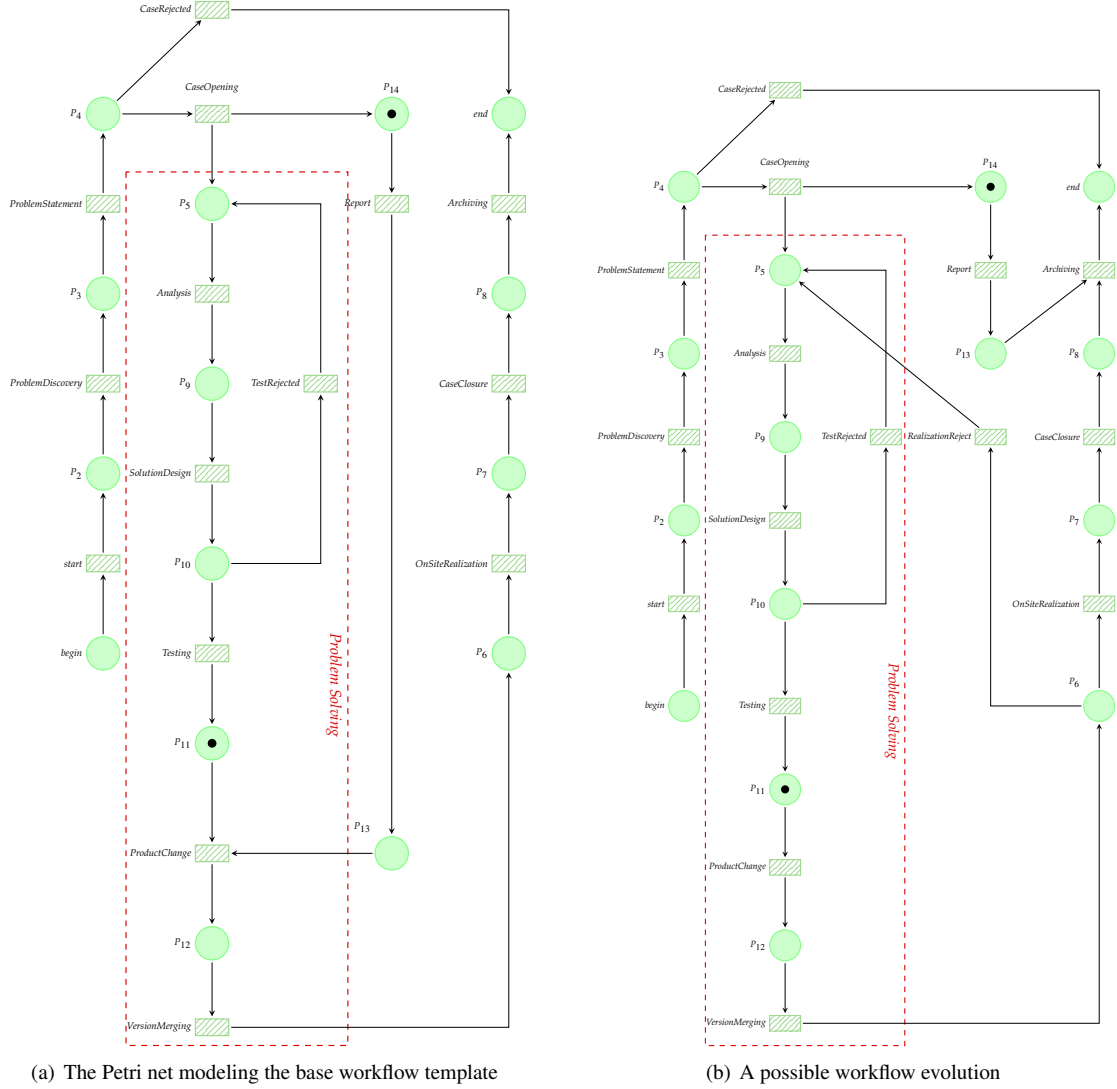 CaseRejected
CaseOpening
P14
P4
end
ProblemStatement
P5
Report
Archiving
P3
Analysis
P8
ProblemDiscovery
P9
TestRejected
CaseClosure
P2
SolutionDesign
P7
start
P10
OnSiteRealization
begin
Testing
Problem Solving
P6
P11
P13
ProductChange
P12
VersionMerging
(a) The Petri net modeling the base workflow template
CaseRejected
CaseOpening
P14
P4
end
ProblemStatement
P5
Report
Archiving
P3
Analysis
P13
P8
ProblemDiscovery
P9
TestRejected
RealizationReject
CaseClosure
P2
SolutionDesign
P7
start
P10
OnSiteRealization
begin
Testing
Problem Solving
P6
P11
ProductChange
P12
VersionMerging
(b) A possible workflow evolution